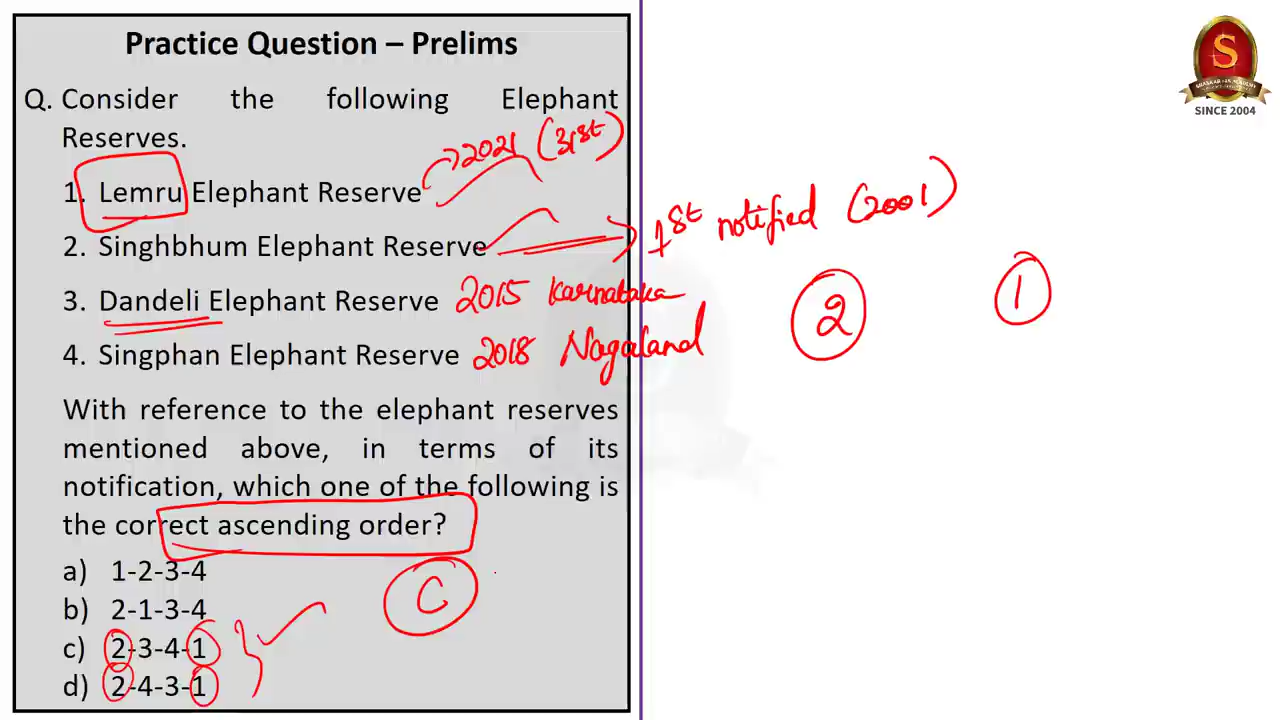 Practice Question – Prelims
Q. Consider the following Elephant
Reserves.
2021 (31st)
1. Lemru Elephant Reserve
1st notified (2001)
2. Singhbhum Elephant Reserve
3. Dandeli Elephant Reserve 2015 Karnataka
4. Singphan Elephant Reserve 2018 Nagaland
2 1
With reference to the elephant reserves
mentioned above, in terms of its
notification, which one of the following is
the correct ascending order?
a) 1-2-3-4
b) 2-1-3-4
C
c) 2-3-4-1
d) 2-4-3-1
S
SHANKAR IAS ACADEMY
SINCE 2004